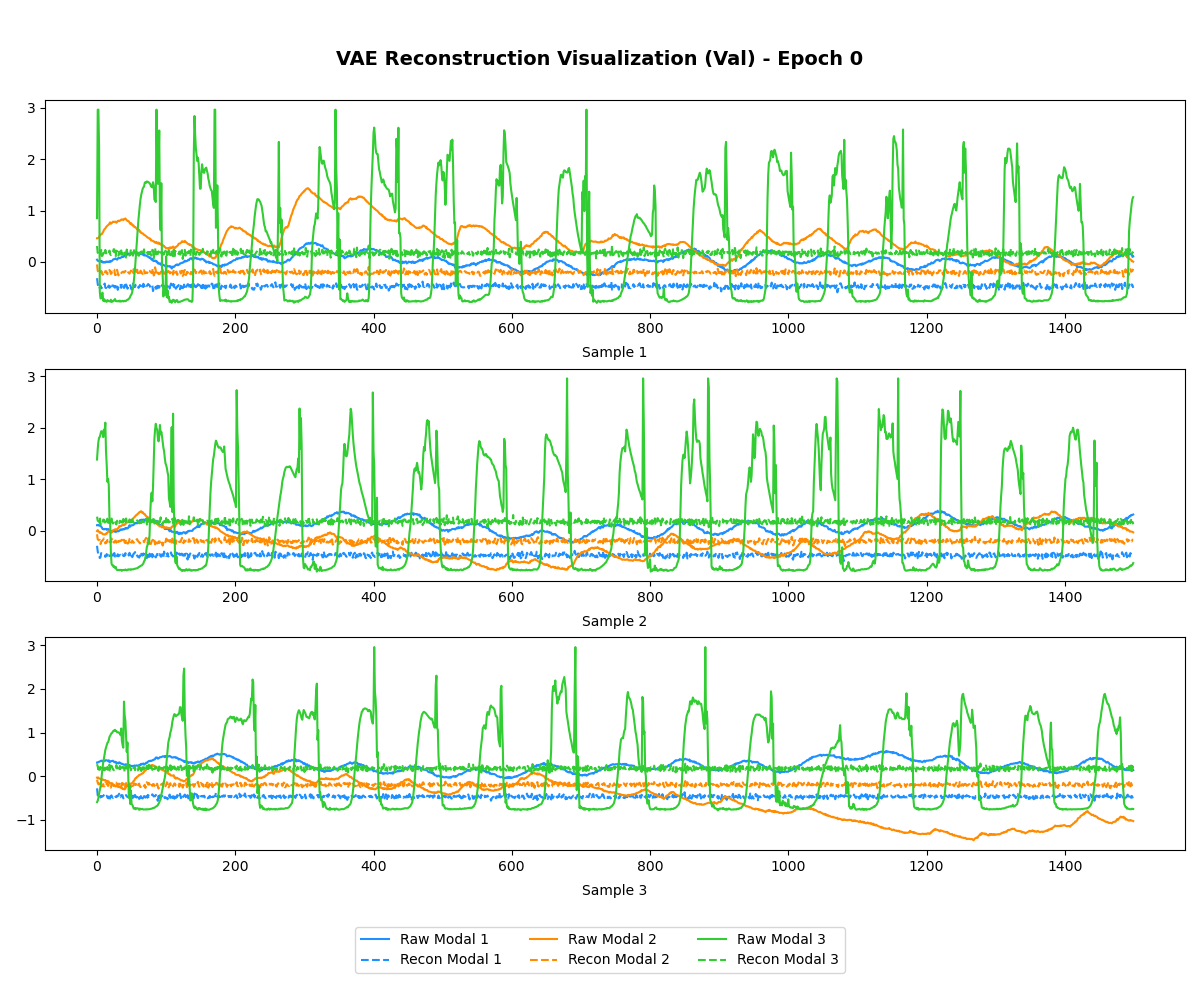 VAE Reconstruction Visualization (Val) - Epoch 0
3
2
1
0
0 200 400 600 800 1000 1200 1400
Sample 1
3
2
1
0
0 200 400 600 800 1000 1200 1400
Sample 2
3
2
1
0
−1
0 200 400 600 800 1000 1200 1400
Sample 3
Raw Modal 1 Raw Modal 2 Raw Modal 3
Recon Modal 1 Recon Modal 2 Recon Modal 3